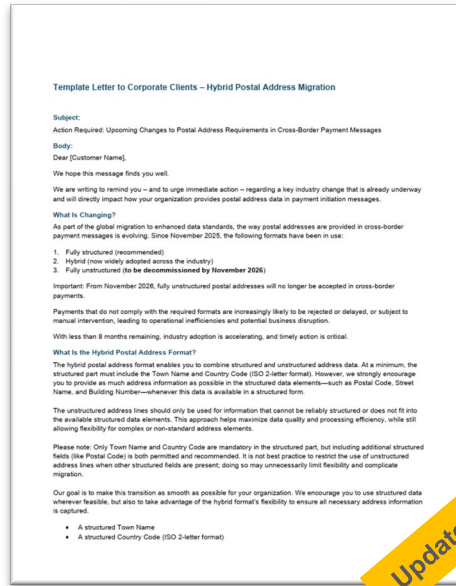 Template Letter to Corporate Clients – Hybrid Postal Address Migration
Subject:
Action Required: Upcoming Changes to Postal Address Requirements in Cross-Border Payment Messages
Body:
Dear [Customer Name],
We hope this message finds you well.
We are writing to remind you – and to urge immediate action – regarding a key industry change that is already underway
and will directly impact how your organization provides postal address data in payment initiation messages.
What Is Changing?
As part of the global migration to enhanced data standards, the way postal addresses are provided in cross-border
payment messages is evolving. Since November 2025, the following formats have been in use:
1. Fully structured (recommended)
2. Hybrid (now widely adopted across the industry)
3. Fully unstructured (to be decommissioned by November 2026)
Important: From November 2026, fully unstructured postal addresses will no longer be accepted in cross-border
payments.
Payments that do not comply with the required formats are increasingly likely to be rejected or delayed, or subject to
manual intervention, leading to operational inefficiencies and potential business disruption.
With less than 8 months remaining, industry adoption is accelerating, and timely action is critical.
What Is the Hybrid Postal Address Format?
The hybrid postal address format enables you to combine structured and unstructured address data. At a minimum, the
structured part must include the Town Name and Country Code (ISO 2-letter format). However, we strongly encourage
you to provide as much address information as possible in the structured data elements—such as Postal Code, Street
Name, and Building Number—whenever this data is available in a structured form.
The unstructured address lines should only be used for information that cannot be reliably structured or does not fit into
the available structured data elements. This approach helps maximize data quality and processing efficiency, while still
allowing flexibility for complex or non-standard address elements.
Please note: Only Town Name and Country Code are mandatory in the structured part, but including additional structured
fields (like Postal Code) is both permitted and recommended. It is not best practice to restrict the use of unstructured
address lines when other structured fields are present; doing so may unnecessarily limit flexibility and complicate
migration.
Our goal is to make this transition as smooth as possible for your organization. We encourage you to use structured data
wherever feasible, but also to take advantage of the hybrid format's flexibility to ensure all necessary address information
is captured.
• A structured Town Name
• A structured Country Code (ISO 2-letter format)
Update